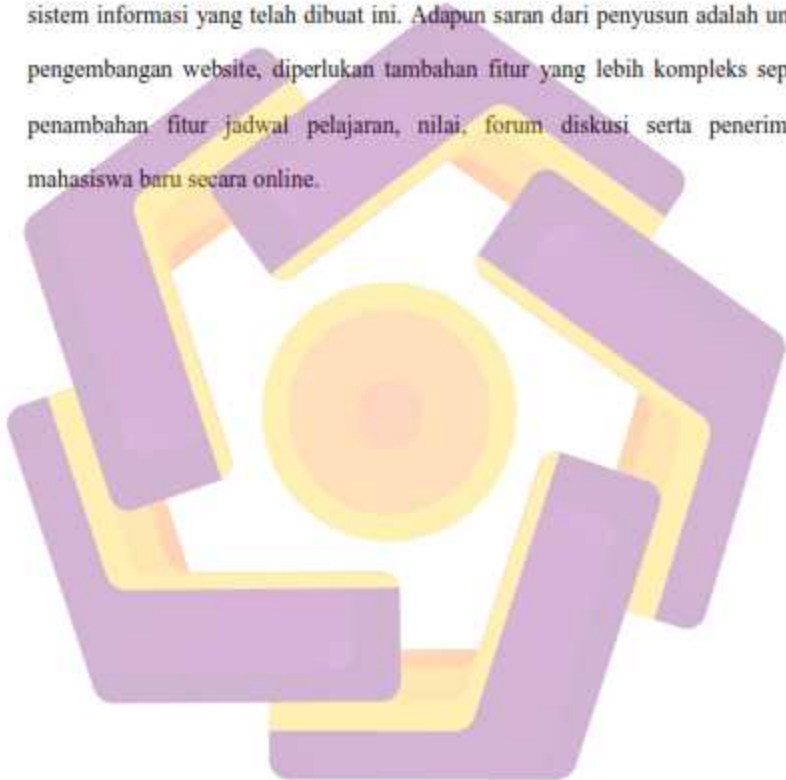 sistem informasi yang telah dibuat ini. Adapun saran dari penyusun adalah un
pengembangan website, diperlukan tambahan fitur yang lebih kompleks sep
penambahan fitur jadwal pelajaran, nilai, forum diskusi serta penerim
mahasiswa baru secara online.